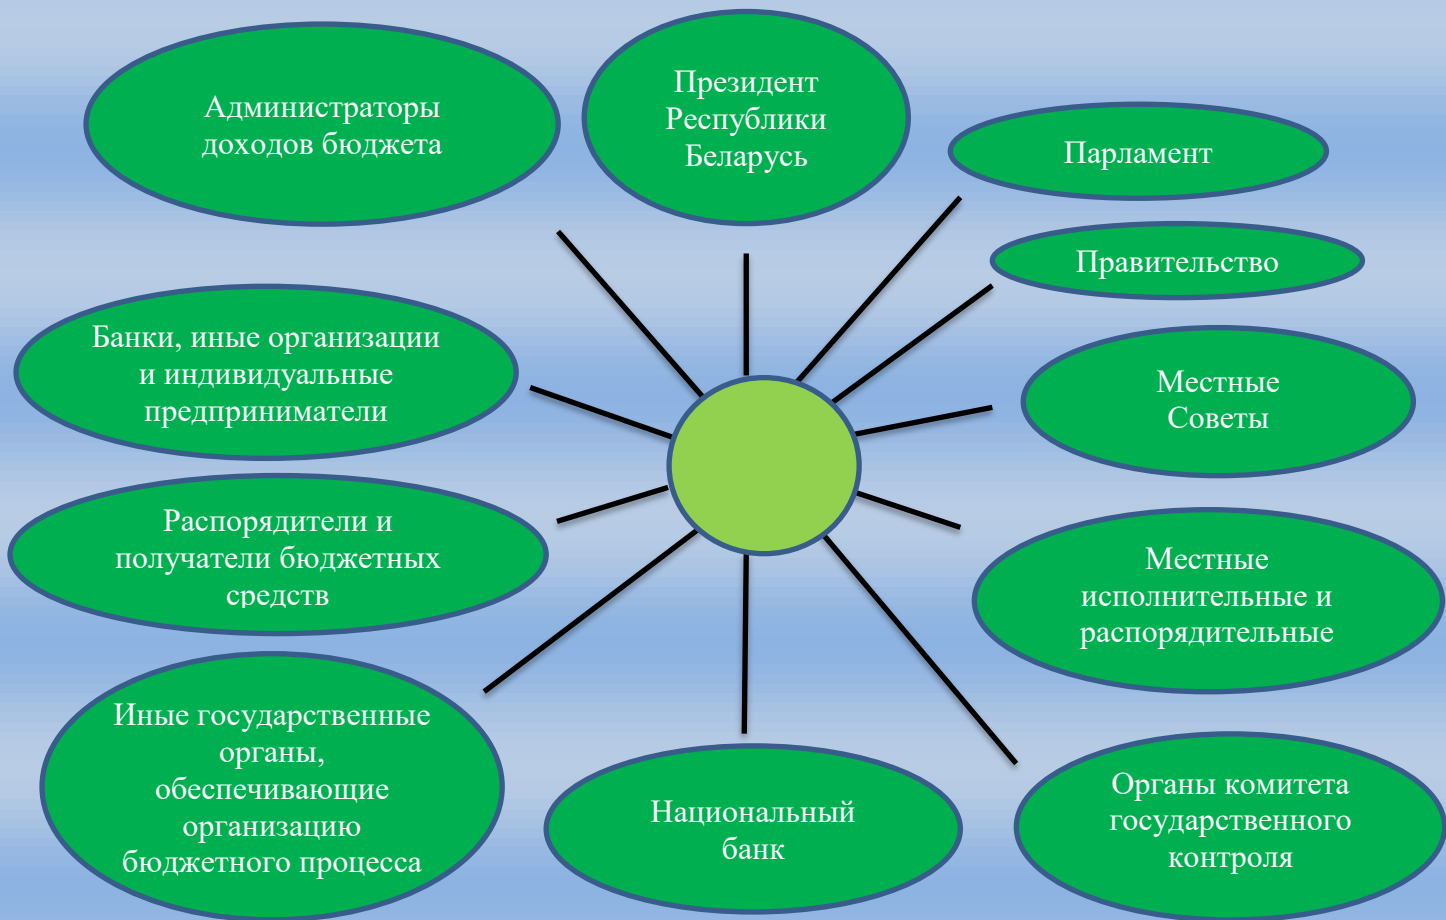 Администраторы
доходов бюджета
Президент
Республики
Беларусь
Парламент
Правительство
Банки, иные организации
и индивидуальные
предприниматели
Местные
Советы
Распорядители и
получатели бюджетных
средств
Местные
исполнительные и
распорядительные
Иные государственные
органы,
обеспечивающие
организацию
бюджетного процесса
Национальный
банк
Органы комитета
государственного
контроля